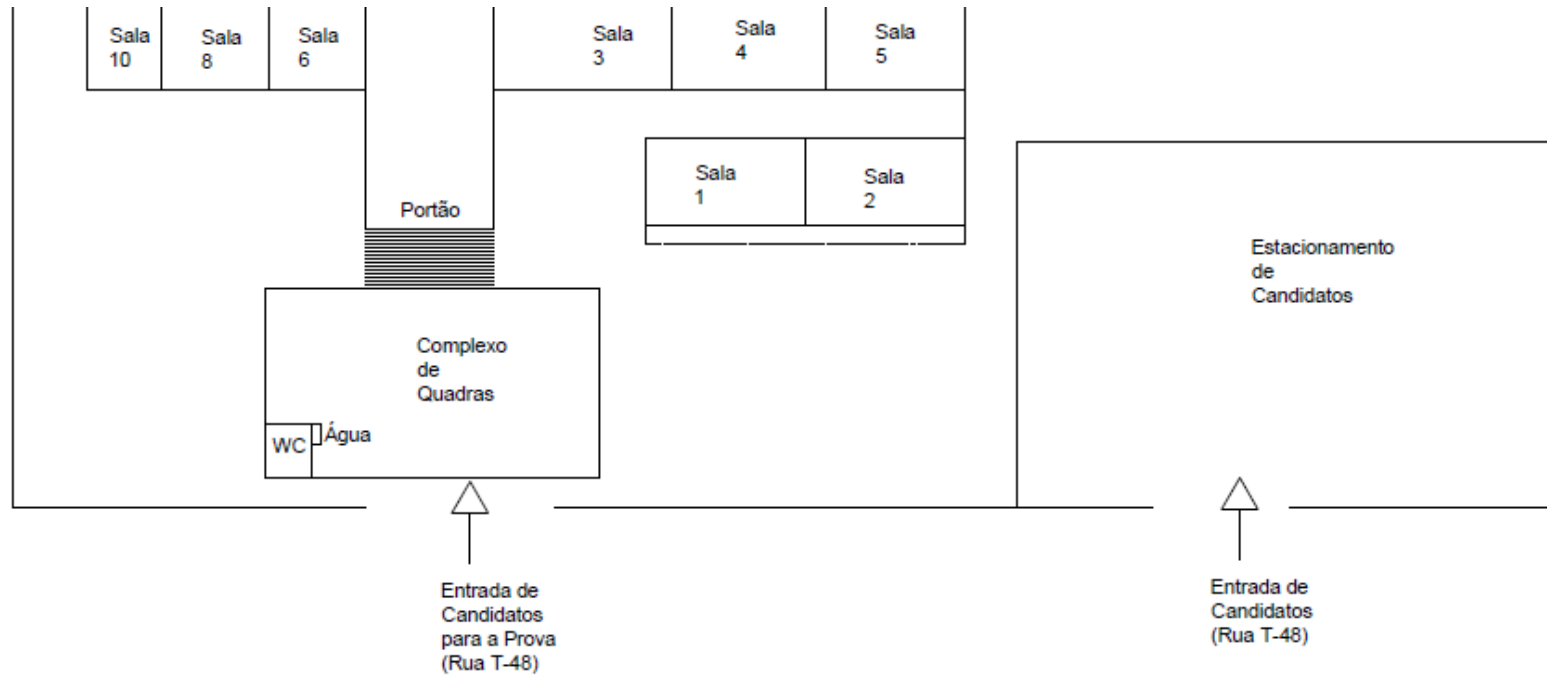 Sala
10
Sala
8
Sala
6
Sala
3
Sala
4
Sala
5
Sala
1
Sala
2
Portão
Estacionamento
de
Candidatos
Complexo
de
Quadras
WC
Água
Entrada de
Candidatos
para a Prova
(Rua T-48)
Entrada de
Candidatos
(Rua T-48)